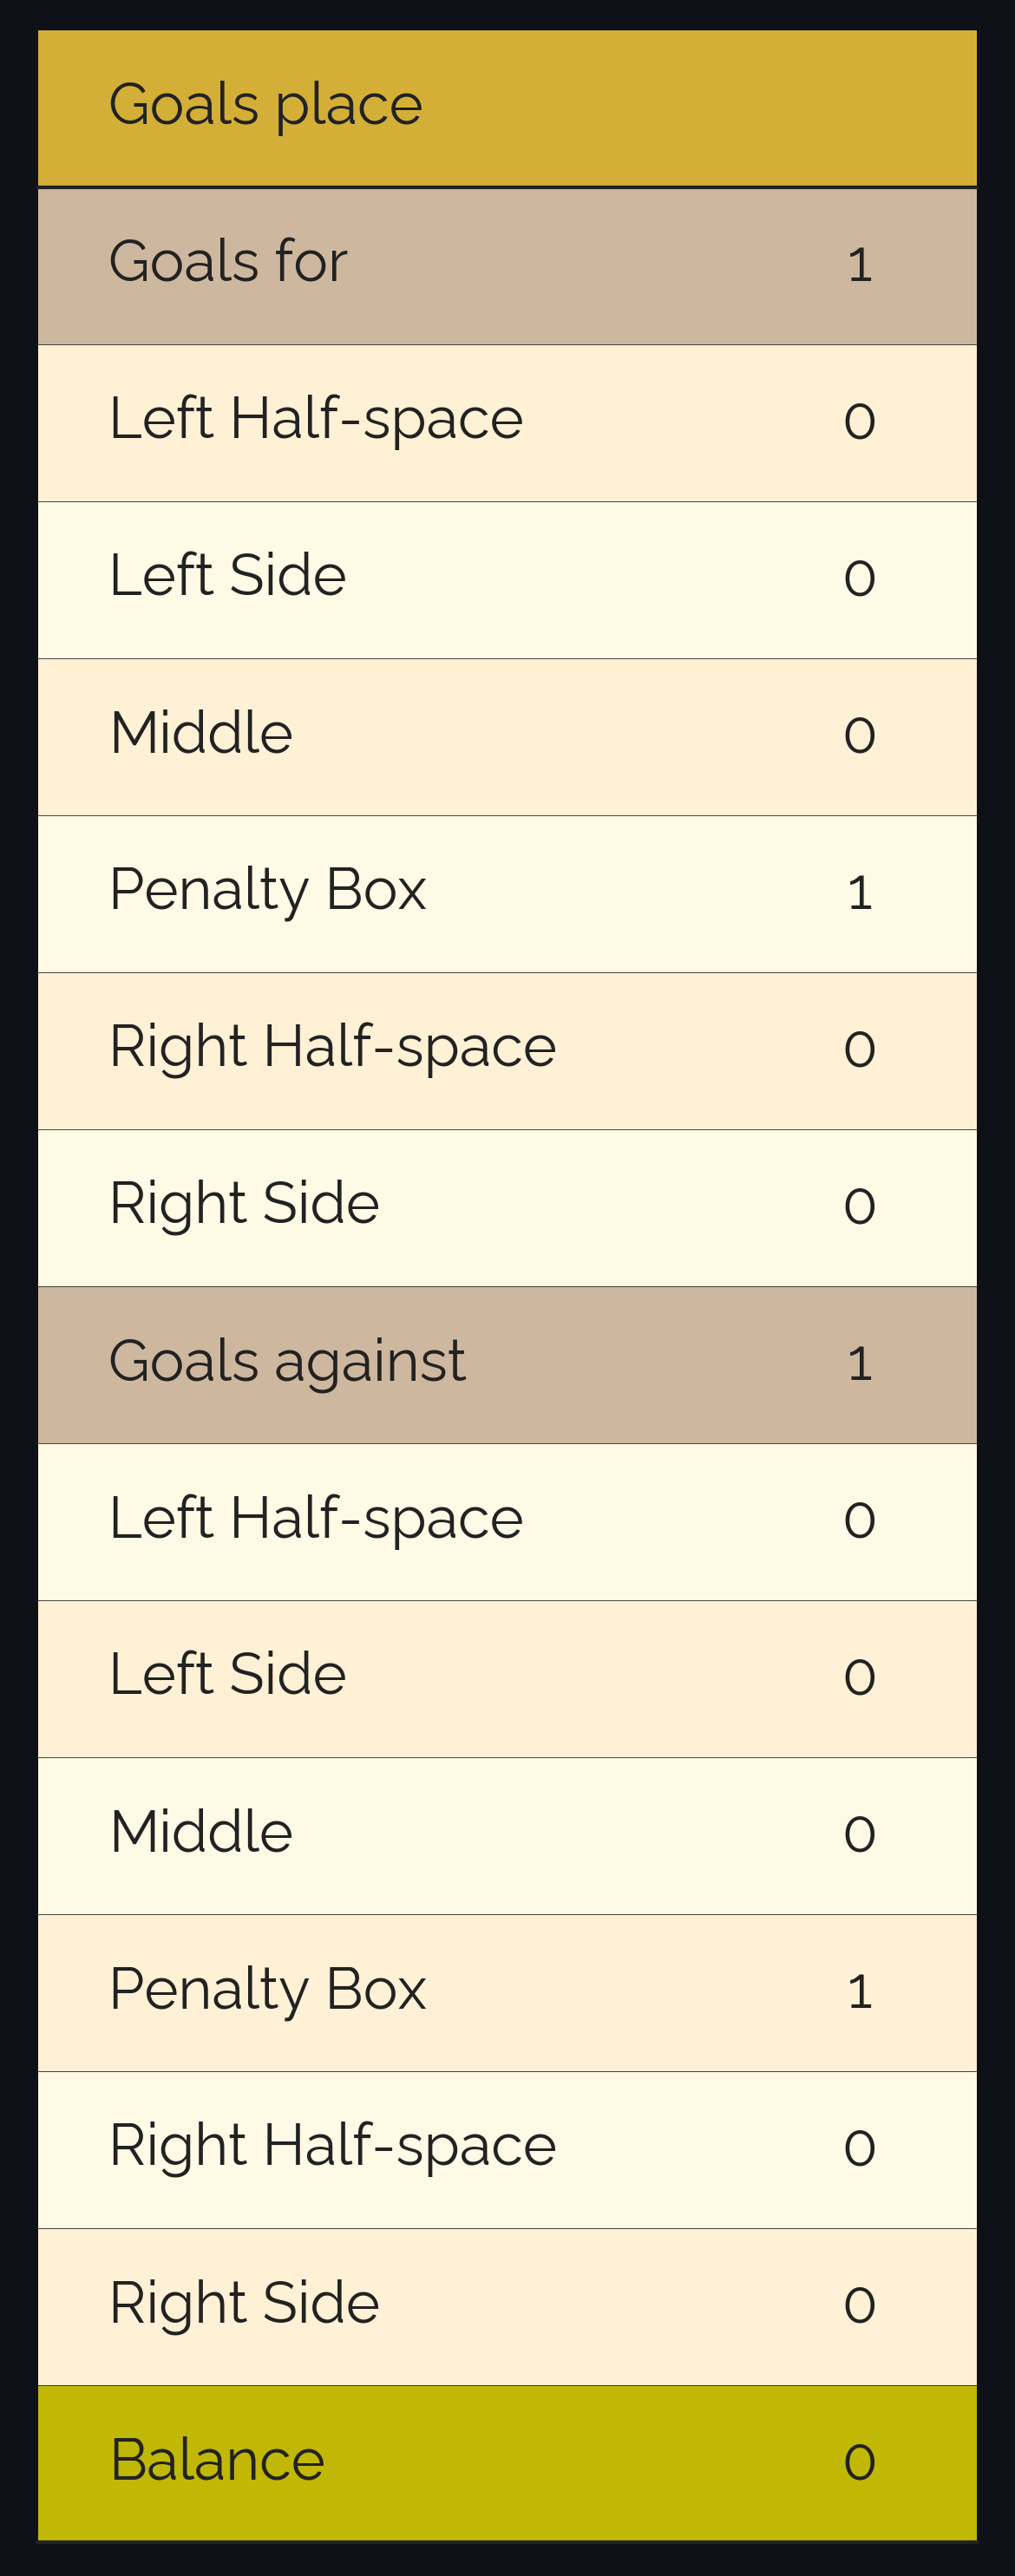 Goals place
Goals for 1
Left Half-space 0
Left Side 0
Middle 0
Penalty Box 1
Right Half-space 0
Right Side 0
Goals against 1
Left Half-space 0
Left Side 0
Middle 0
Penalty Box 1
Right Half-space 0
Right Side 0
Balance 0